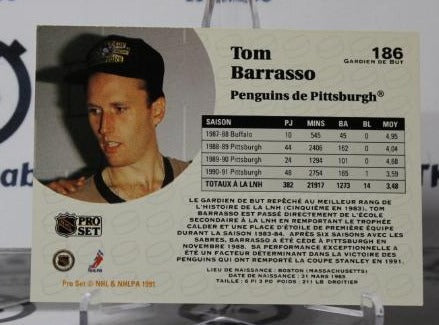 Tom
Barrasso
186
GARDIEN DE BUT
Penguins de Pittsburgh®
SAISON PJ MINS BA BL MOY
1987-88 Buffalo 10 545 45 0 4,95
1988-89 Pittsburgh 44 2406 162 0 4,04
1989-90 Pittsburgh 24 1294 101 0 4,68
1990-91 Pittsburgh 48 2754 165 1 3,59
TOTAUX À LA LNH 382 21917 1273 14 3,48
LE GARDIEN DE BUT REPÊCHÉ AU MEILLEUR RANG DE
L'HISTOIRE DE LA LNH (CINQUIÈME EN 1983), TOM
BARRASSO EST PASSÉ DIRECTEMENT DE L'ÉCOLE
SECONDAIRE À LA LNH EN REMPORTANT LE TROPHÉE
CALDER ET UNE PLACE D'ÉTOILE DE PREMIÈRE ÉQUIPE
DURANT LA SAISON 1983-84. APRÈS SIX SAISONS AVEC LES
SABRES, BARRASSO A ÉTÉ CÉDÉ À PITTSBURGH EN
NOVEMBRE 1988. SA PERFORMANCE EXCEPTIONNELLE A
ÉTÉ UN FACTEUR DÉTERMINANT DANS LA VICTOIRE DES
PENGUINS QUI ONT REMPORTÉ LA COUPE STANLEY EN 1991.
LIEU DE NAISSANCE: BOSTON (MASSACHUSETTS)
DATE DE NAISSANCE: 31 MARS 1965
TAILLE: 6 PI 3 PO POIDS: 211 LB DROITIER
NHL
PRO
SET
Pro Set © NHL & NHLPA 1991